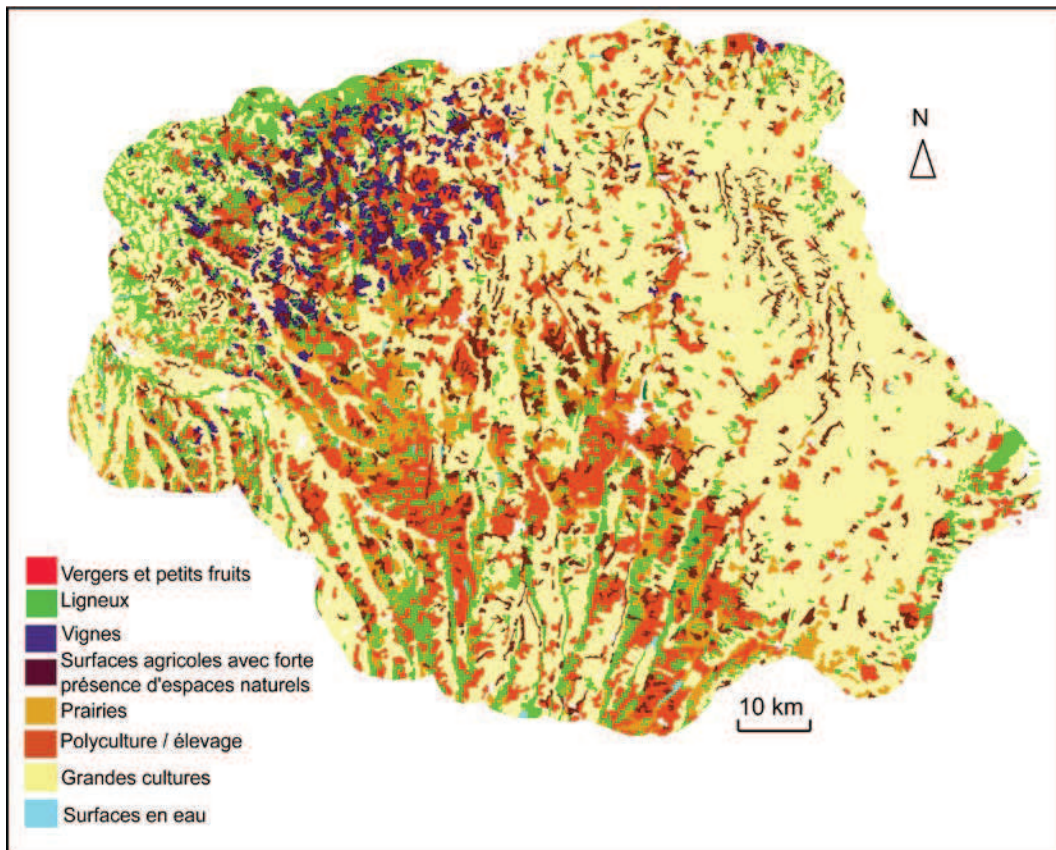 N
Vergers et petits fruits
Ligneux
Vignes
Surfaces agricoles avec forte
présence d'espaces naturels
Prairies
10 km
Polyculture / élevage
Grandes cultures
Surfaces en eau